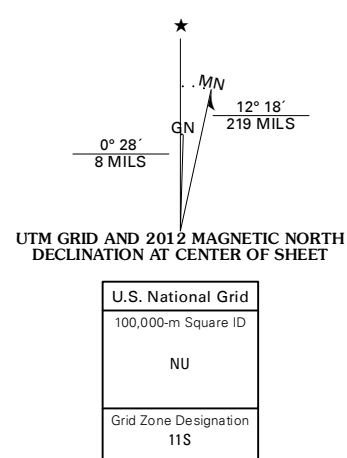 ★
MN
GN
12° 18´
219 MILS
0° 28´
8 MILS
UTM GRID AND 2012 MAGNETIC NORTH
DECLINATION AT CENTER OF SHEET
U.S. National Grid
100,000-m Square ID
NU
Grid Zone Designation
11S